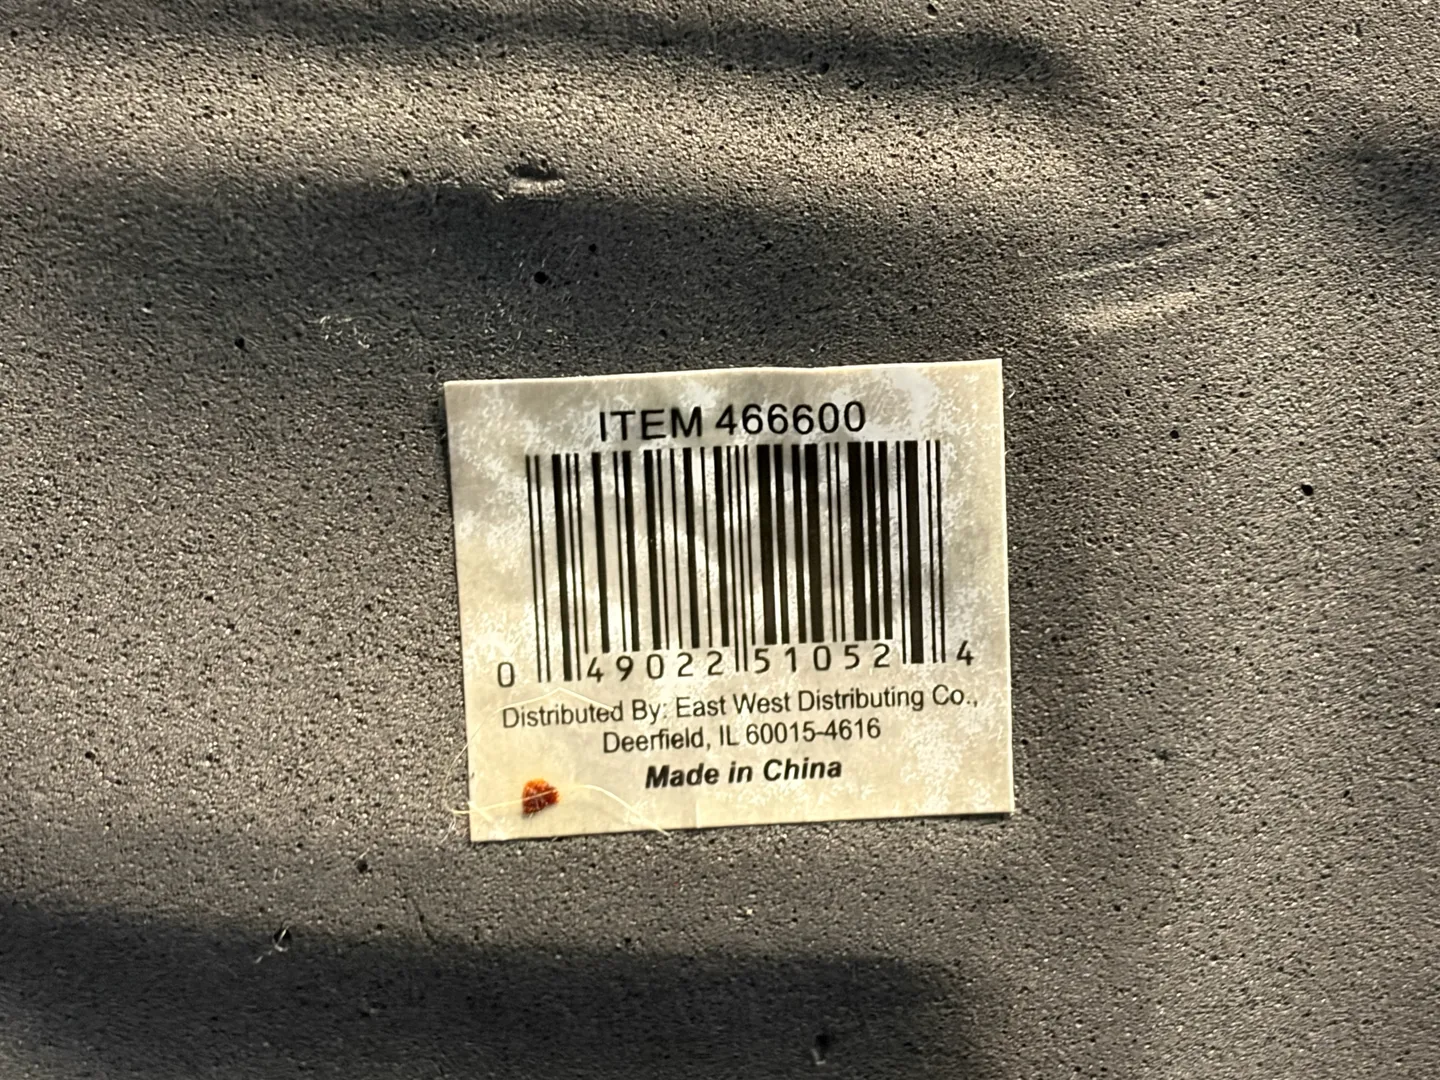 ITEM 466600
0 49022 51052 4
Distributed By: East West Distributing Co.,
Deerfield, IL 60015-4616
Made in China